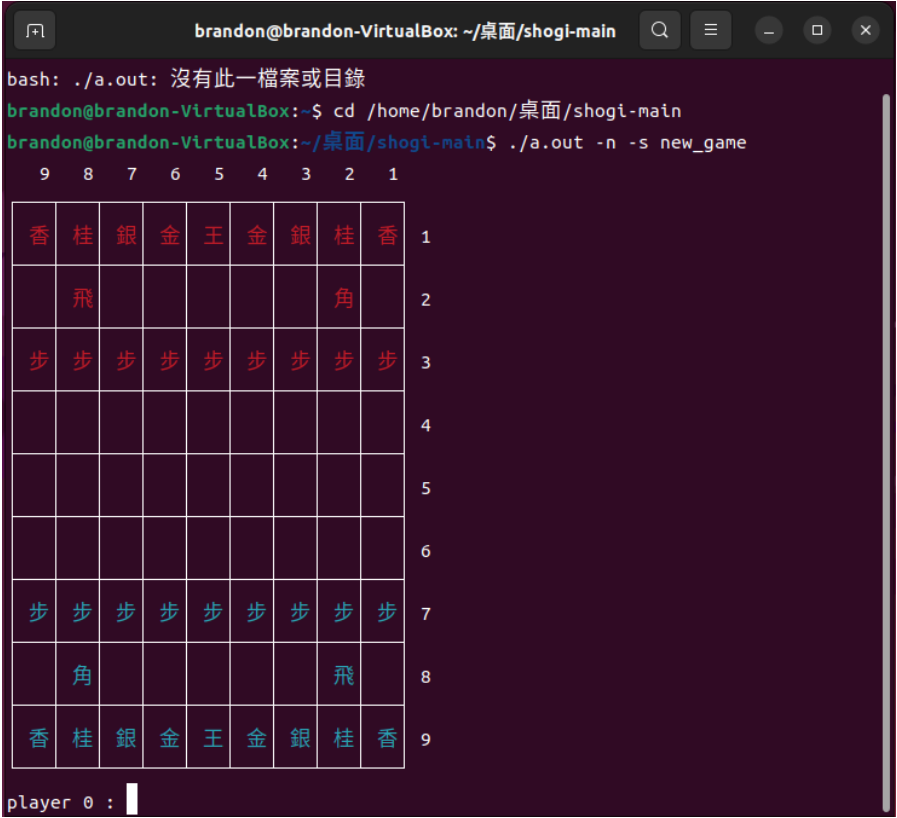 brandon@brandon-VirtualBox: ~/桌面/shogi-main
bash: ./a.out: 沒有此一檔案或目錄
brandon@brandon-VirtualBox:~$ cd /home/brandon/桌面/shogi-main
brandon@brandon-VirtualBox:~/桌面/shogi-main$ ./a.out -n -s new_game
9 8 7 6 5 4 3 2 1
香 桂 銀 金 王 金 銀 桂 香 1
飛 角 2
步 步 步 步 步 步 步 步 步 3
4
5
6
步 步 步 步 步 步 步 步 步 7
角 飛 8
香 桂 銀 金 王 金 銀 桂 香 9
player 0 :